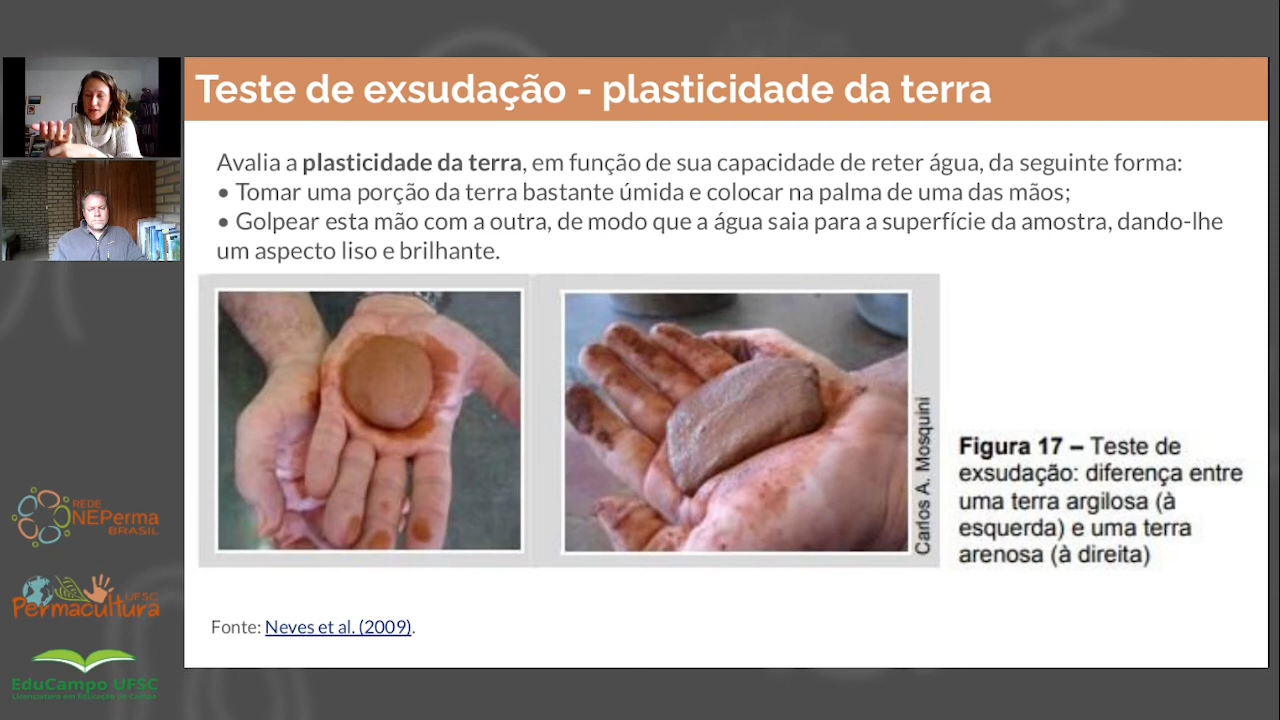 Teste de exsudação - plasticidade da terra
Avalia a plasticidade da terra, em função de sua capacidade de reter água, da seguinte forma:
• Tomar uma porção da terra bastante úmida e colocar na palma de uma das mãos;
• Golpear esta mão com a outra, de modo que a água saia para a superfície da amostra, dando-lhe
um aspecto liso e brilhante.
Carlos A. Mosquini
Figura 17 – Teste de
exsudação: diferença entre
uma terra argilosa (à
esquerda) e uma terra
arenosa (à direita)
Fonte: Neves et al. (2009).
REDE
NEPerma
BRASIL
UFSC
Permacultura
EduCampo UFSC
Licenciatura em Educação do Campo